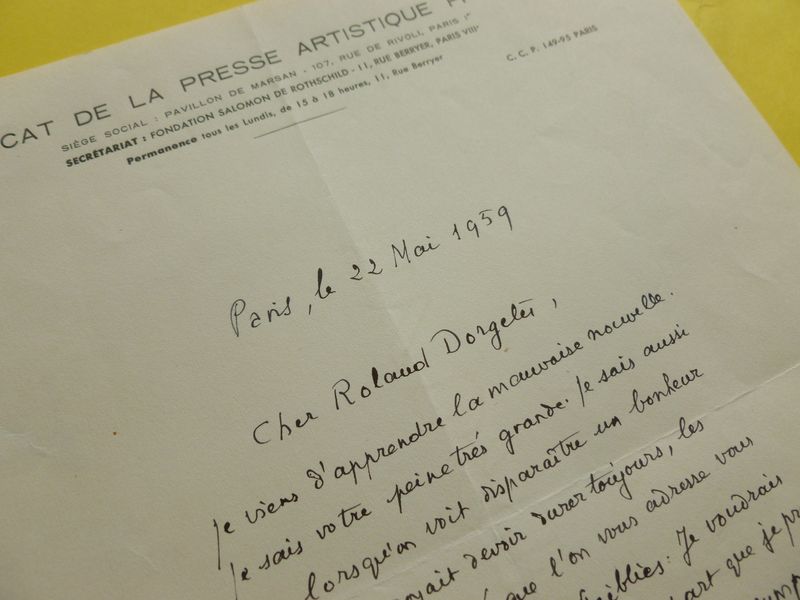 CAT DE LA PRESSE ARTISTIQUE
SIÈGE SOCIAL : PAVILLON DE MARSAN - 107, RUE DE RIVOLI, PARIS
SECRÉTARIAT : FONDATION SALOMON DE ROTHSCHILD - 11, RUE BERRYER, PARIS VIII
Permanence tous les Lundis, de 15 à 18 heures, 11, Rue Berryer
C. C. P. 149-95 PARIS
Paris, le 22 Mai 1959
Cher Roland Dorgelès,
Je viens d'apprendre la mauvaise nouvelle.
Je sais votre peine très grande. Je sais aussi
lorsqu'on voit disparaître un bonheur
devoir durer toujours, les
que l'on vous adresse vous
Je voudrais
que je